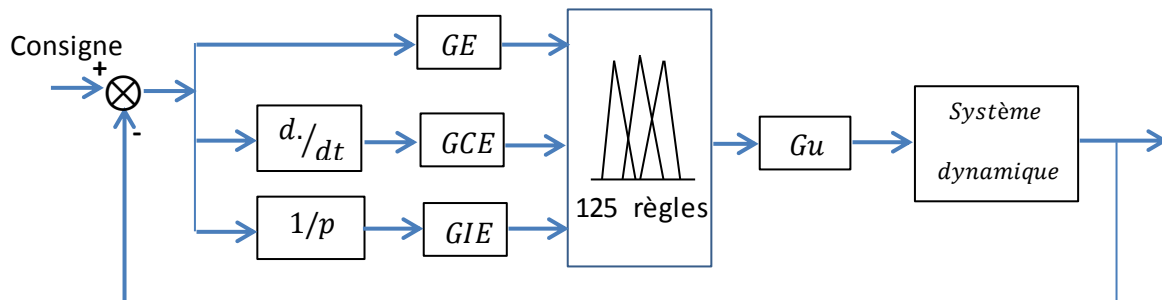 Consigne
+
-
GE
d./dt
GCE
1/p
GIE
125 règles
Gu
Système
dynamique